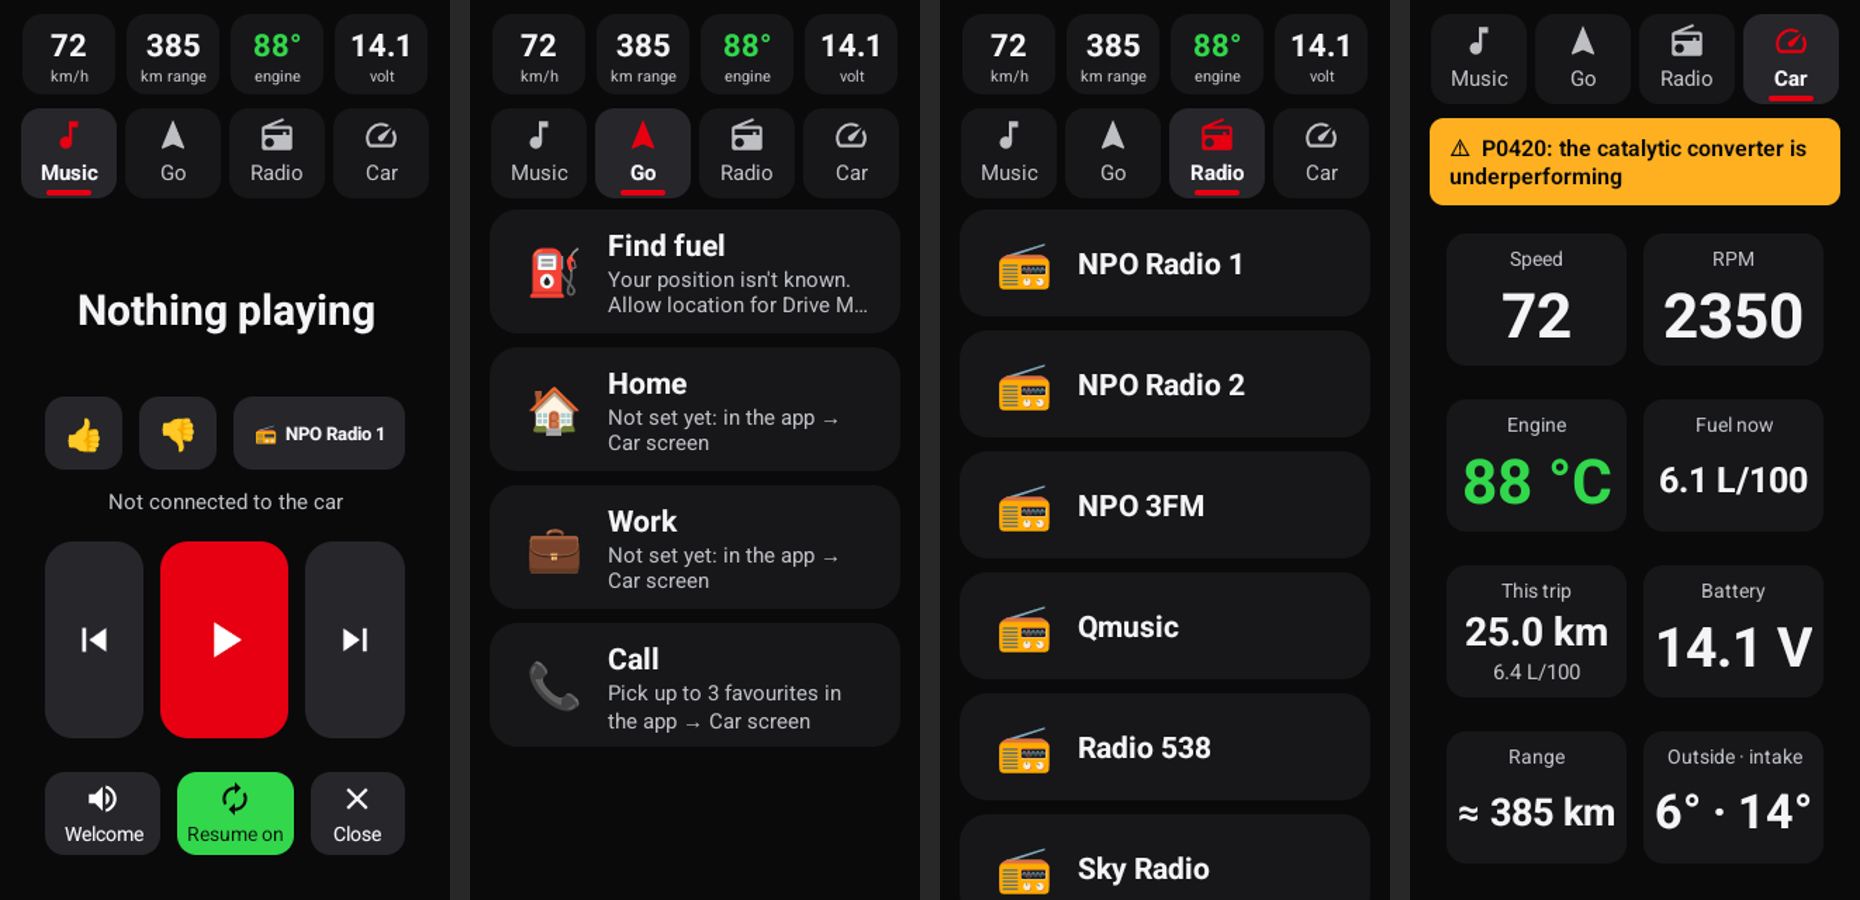 72 385 88° 14.1
km/h km range engine volt
Music Go Radio Car
Nothing playing
NPO Radio 1
Not connected to the car
Welcome Resume on Close
72 385 88° 14.1
km/h km range engine volt
Music Go Radio Car
Find fuel
Your position isn't known.
Allow location for Drive M...
Home
Not set yet: in the app →
Car screen
Work
Not set yet: in the app →
Car screen
Call
Pick up to 3 favourites in
the app → Car screen
72 385 88° 14.1
km/h km range engine volt
Music Go Radio Car
NPO Radio 1
NPO Radio 2
NPO 3FM
Qmusic
Radio 538
Sky Radio
Music Go Radio Car
⚠ P0420: the catalytic converter is
underperforming
Speed RPM
72 2350
Engine Fuel now
88 °C 6.1 L/100
This trip Battery
25.0 km 14.1 V
6.4 L/100
Range Outside · intake
≈ 385 km 6° · 14°